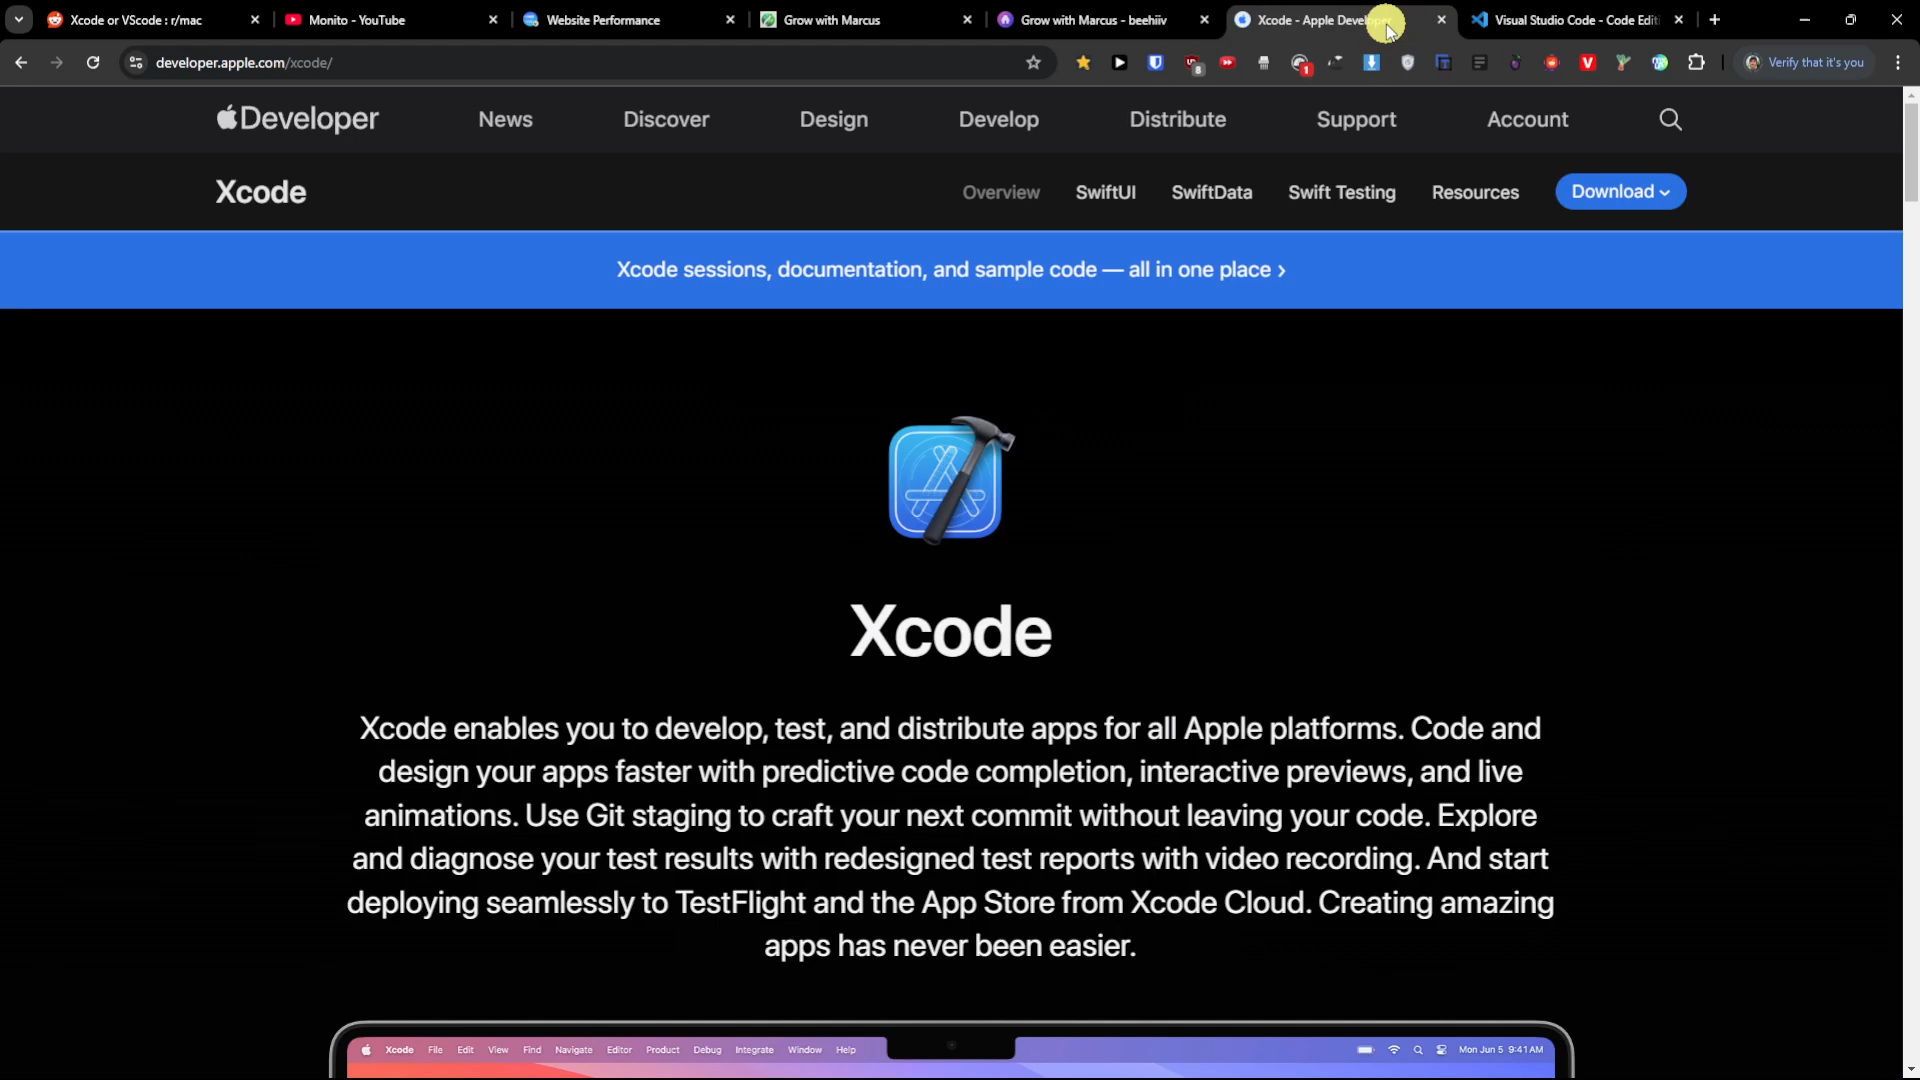 Xcode or VScode : r/mac
Monito - YouTube
Website Performance
Grow with Marcus
Grow with Marcus - beehiiv
Xcode - Apple Developer
Visual Studio Code - Code Edit
developer.apple.com/xcode/
8
1
Verify that it's you
Developer
News
Discover
Design
Develop
Distribute
Support
Account
Xcode
Overview
SwiftUI
SwiftData
Swift Testing
Resources
Download
Xcode sessions, documentation, and sample code — all in one place ›
Xcode
Xcode enables you to develop, test, and distribute apps for all Apple platforms. Code and
design your apps faster with predictive code completion, interactive previews, and live
animations. Use Git staging to craft your next commit without leaving your code. Explore
and diagnose your test results with redesigned test reports with video recording. And start
deploying seamlessly to TestFlight and the App Store from Xcode Cloud. Creating amazing
apps has never been easier.
Xcode File Edit View Find Navigate Editor Product Debug Integrate Window Help
Mon Jun 5 9:41 AM